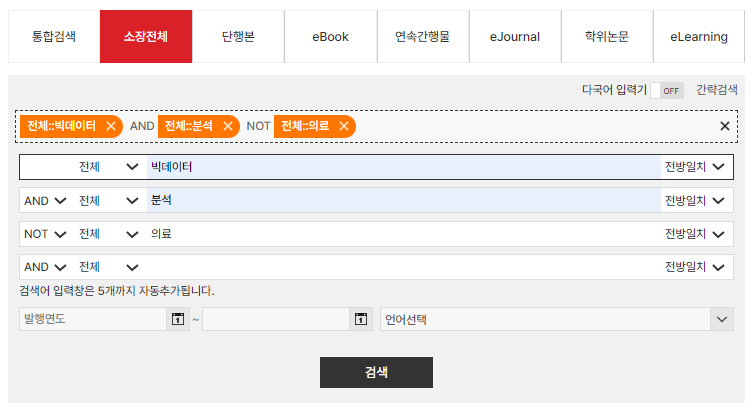 통합검색 소장전체 단행본 eBook 연속간행물 eJournal 학위논문 eLearning
다국어 입력기 OFF 간략검색
전체::빅데이터 AND 전체::분석 NOT 전체::의료
전체 빅데이터 전방일치
AND 전체 분석 전방일치
NOT 전체 의료 전방일치
AND 전체 전방일치
검색어 입력창은 5개까지 자동추가됩니다.
발행연도 1 ~ 1 언어선택
검색